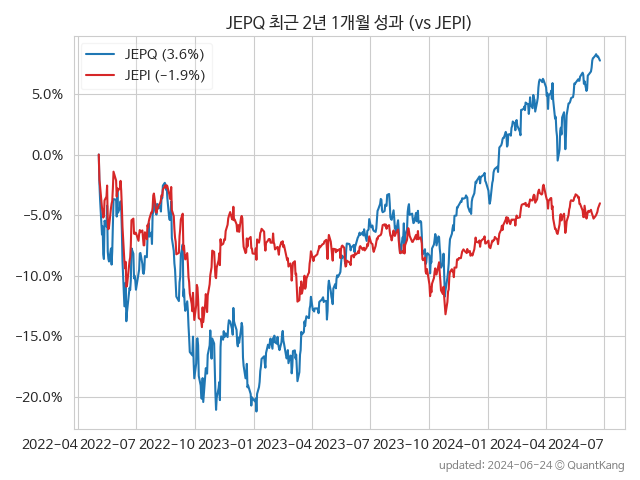 JEPQ 최근 2년 1개월 성과 (vs JEPI)
JEPQ (3.6%)
JEPI (−1.9%)
5.0%
0.0%
−5.0%
−10.0%
−15.0%
−20.0%
2022-04 2022-07 2022-10 2023-01 2023-04 2023-07 2023-10 2024-01 2024-04 2024-07
updated: 2024-06-24 © QuantKang